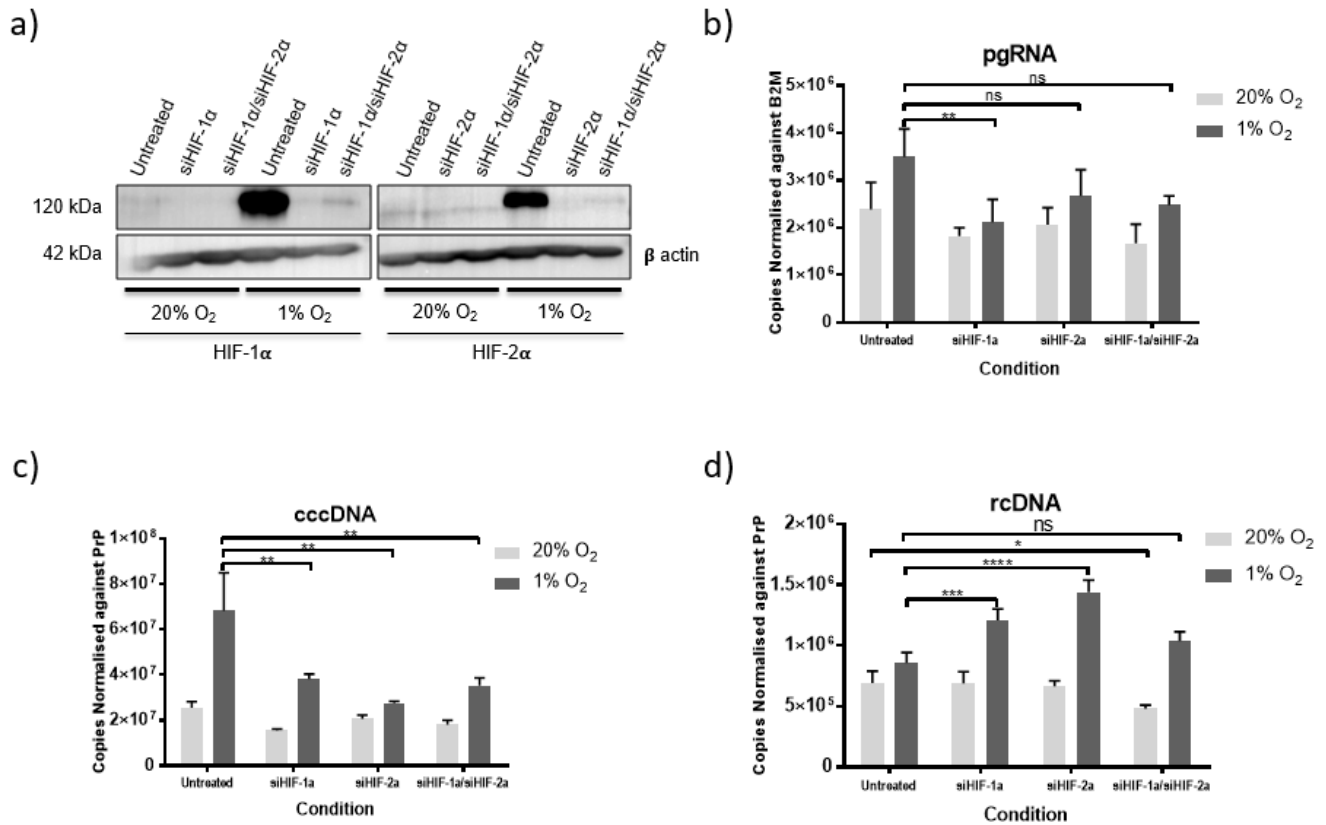 a)
Untreated
siHIF-1α
siHIF-1α/siHIF-2α
Untreated
siHIF-1α
siHIF-1α/siHIF-2α
Untreated
siHIF-2α
siHIF-1α/siHIF-2α
Untreated
siHIF-2α
siHIF-1α/siHIF-2α
120 kDa
42 kDa
β actin
20% O₂
1% O₂
20% O₂
1% O₂
HIF-1α
HIF-2α
b)
pgRNA
Copies Normalised against B2M
5×10⁶
4×10⁶
3×10⁶
2×10⁶
1×10⁶
0
ns
ns
**
20% O₂
1% O₂
Untreated
siHIF-1a
siHIF-2a
siHIF-1a/siHIF-2a
Condition
c)
cccDNA
Copies Normalised against PrP
1×10⁸
8×10⁷
6×10⁷
4×10⁷
2×10⁷
0
**
**
**
20% O₂
1% O₂
Untreated
siHIF-1a
siHIF-2a
siHIF-1a/siHIF-2a
Condition
d)
rcDNA
Copies Normalised against PrP
2×10⁶
2×10⁶
1×10⁶
5×10⁵
0
ns
*
****
***
20% O₂
1% O₂
Untreated
siHIF-1a
siHIF-2a
siHIF-1a/siHIF-2a
Condition